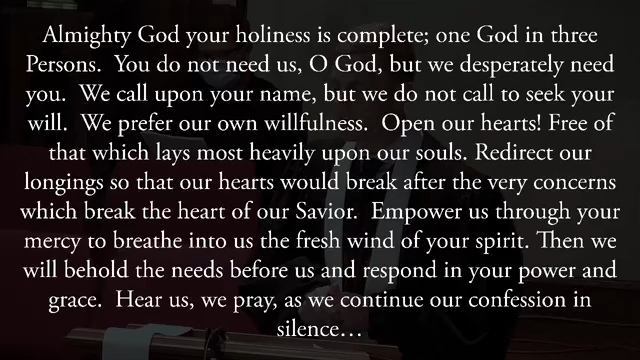 Almighty God your holiness is complete; one God in three
Persons.  You do not need us, O God, but we desperately need
you.  We call upon your name, but we do not call to seek your
will.  We prefer our own willfulness.  Open our hearts! Free of
that which lays most heavily upon our souls. Redirect our
longings so that our hearts would break after the very concerns
which break the heart of our Savior.  Empower us through your
mercy to breathe into us the fresh wind of your spirit. Then we
will behold the needs before us and respond in your power and
grace.  Hear us, we pray, as we continue our confession in
silence…